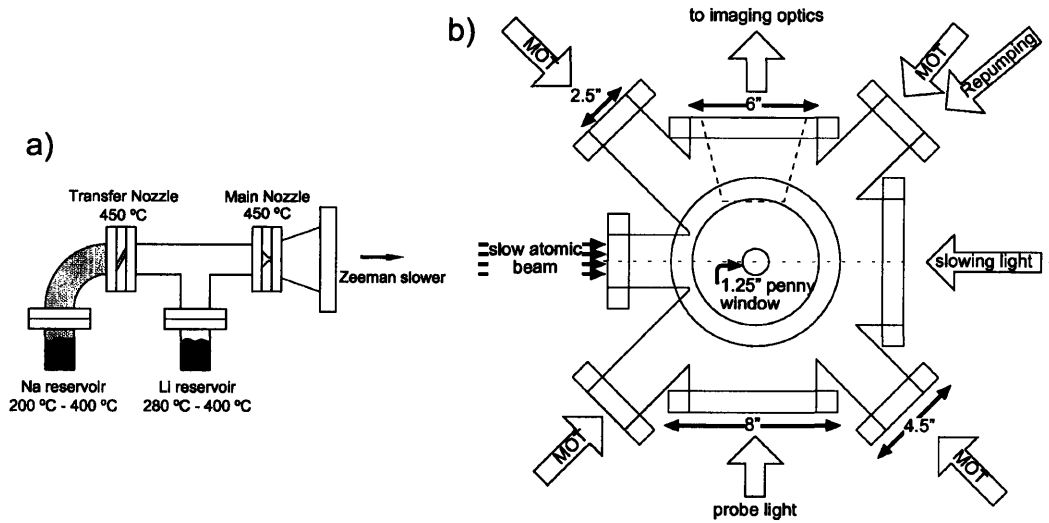 a)
Transfer Nozzle
450 ºC
Main Nozzle
450 ºC
Zeeman slower
Na reservoir
200 ºC - 400 ºC
Li reservoir
280 ºC - 400 ºC
b)
to imaging optics
MOT
MOT
Repumping
2.5"
6"
slow atomic
beam
slowing light
1.25" penny
window
8"
4.5"
MOT
MOT
probe light